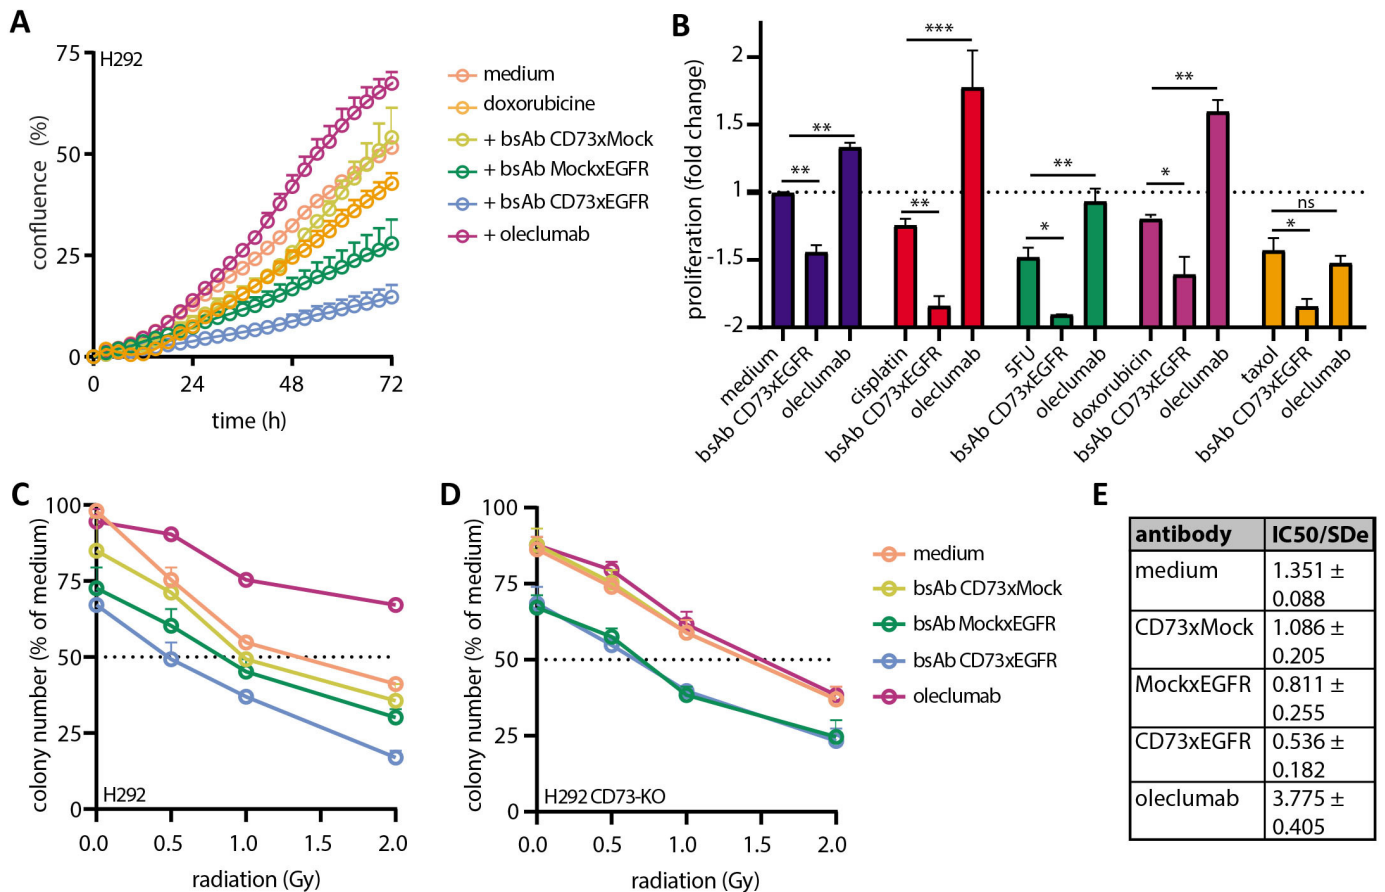 A
H292
75
50
25
0
confluence (%)
0
24
48
72
time (h)
medium
doxorubicine
+ bsAb CD73xMock
+ bsAb MockxEGFR
+ bsAb CD73xEGFR
+ oleclumab
B
proliferation (fold change)
2
1.5
1
-1.5
-2
**
**
**
***
*
**
*
**
*
ns
medium
bsAb CD73xEGFR
oleclumab
cisplatin
bsAb CD73xEGFR
oleclumab
5FU
bsAb CD73xEGFR
oleclumab
doxorubicin
bsAb CD73xEGFR
oleclumab
taxol
bsAb CD73xEGFR
oleclumab
C
colony number (% of medium)
100
75
50
25
0
H292
0.0
0.5
1.0
1.5
2.0
radiation (Gy)
D
colony number (% of medium)
100
75
50
25
0
H292 CD73-KO
0.0
0.5
1.0
1.5
2.0
radiation (Gy)
medium
bsAb CD73xMock
bsAb MockxEGFR
bsAb CD73xEGFR
oleclumab
E
antibody IC50/SDe
medium 1.351 ±
0.088
CD73xMock 1.086 ±
0.205
MockxEGFR 0.811 ±
0.255
CD73xEGFR 0.536 ±
0.182
oleclumab 3.775 ±
0.405